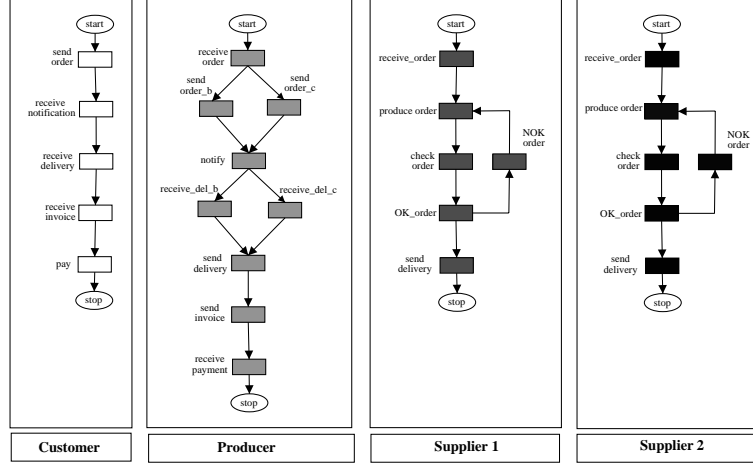 start
send
order
receive
notification
receive
delivery
receive
invoice
pay
stop
Customer
start
receive
order
send
order_b
send
order_c
notify
receive_del_b
receive_del_c
send
delivery
send
invoice
receive
payment
stop
Producer
start
receive_order
produce order
NOK
order
check
order
OK_order
send
delivery
stop
Supplier 1
start
receive_order
produce order
NOK
order
check
order
OK_order
send
delivery
stop
Supplier 2